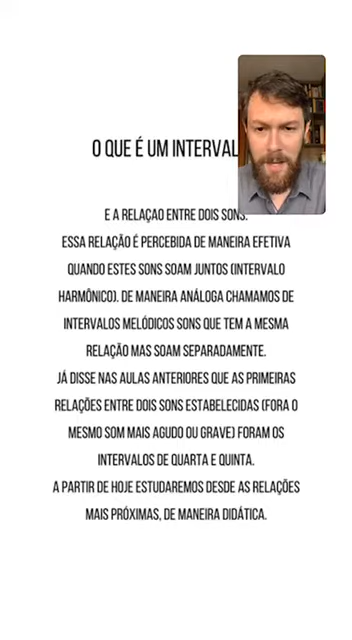 O QUE É UM INTERVAL
E A RELAÇAO ENTRE DOIS SONS.
ESSA RELAÇÃO É PERCEBIDA DE MANEIRA EFETIVA
QUANDO ESTES SONS SOAM JUNTOS (INTERVALO
HARMÔNICO). DE MANEIRA ANÁLOGA CHAMAMOS DE
INTERVALOS MELÓDICOS SONS QUE TEM A MESMA
RELAÇÃO MAS SOAM SEPARADAMENTE.
JÁ DISSE NAS AULAS ANTERIORES QUE AS PRIMEIRAS
RELAÇÕES ENTRE DOIS SONS ESTABELECIDAS (FORA O
MESMO SOM MAIS AGUDO OU GRAVE) FORAM OS
INTERVALOS DE QUARTA E QUINTA.
A PARTIR DE HOJE ESTUDAREMOS DESDE AS RELAÇÕES
MAIS PRÓXIMAS, DE MANEIRA DIDÁTICA.